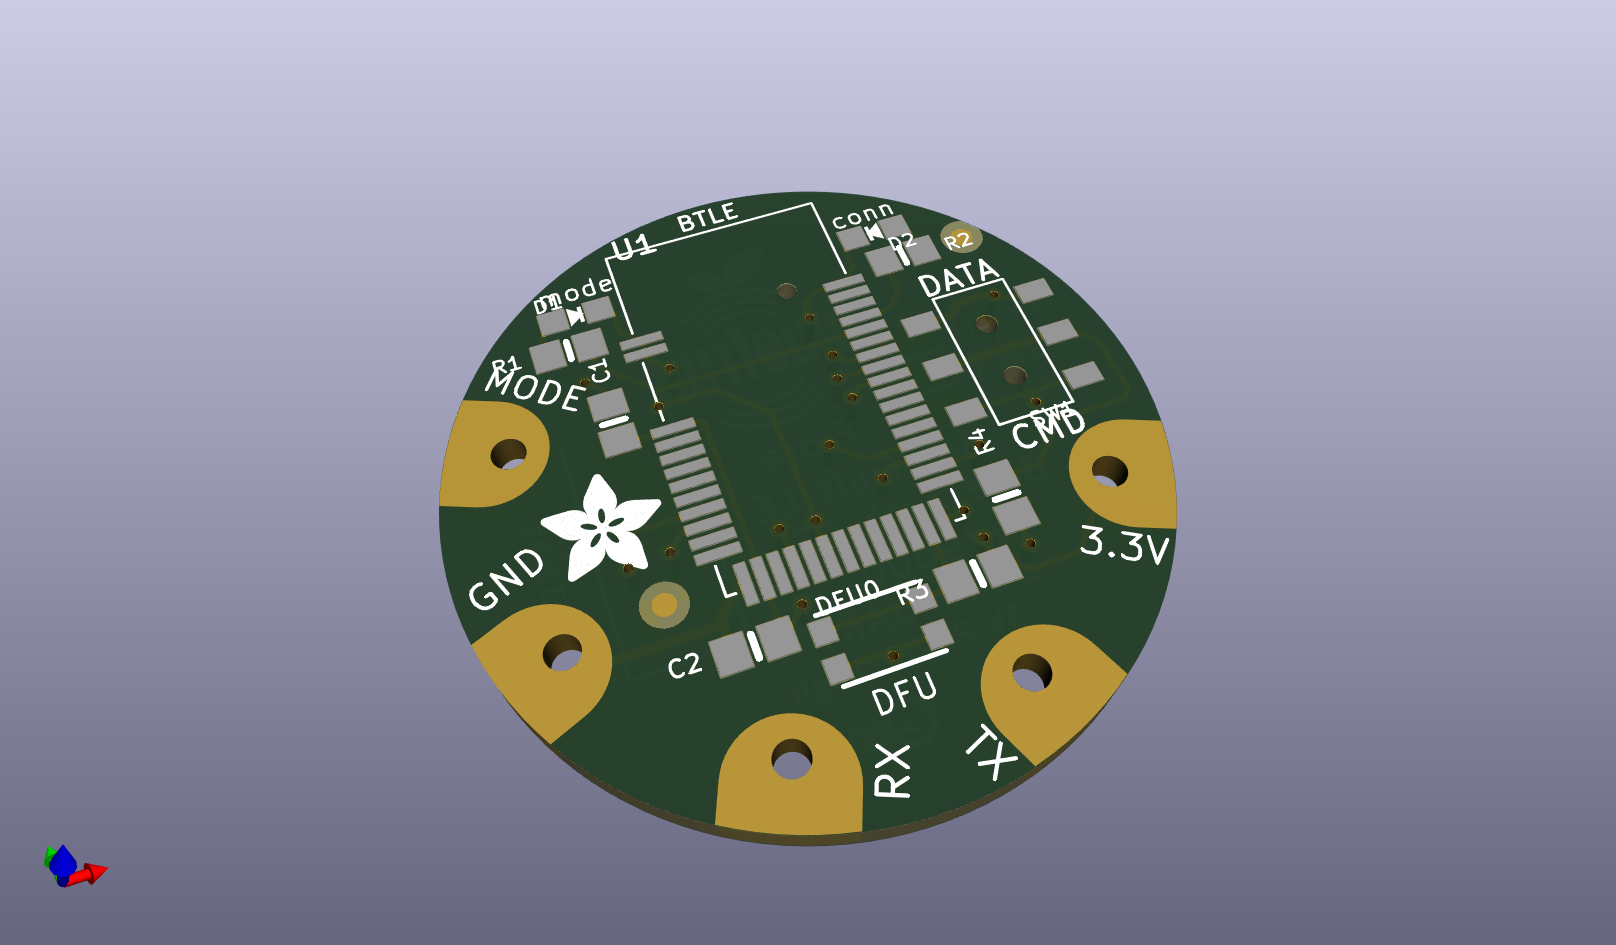 BTLE
U1
conn
D2
R2
DATA
mode
D1
R1
MODE
C1
SW1
CMD
R4
3.3V
GND
DFU0
R3
C2
DFU
RX
TX